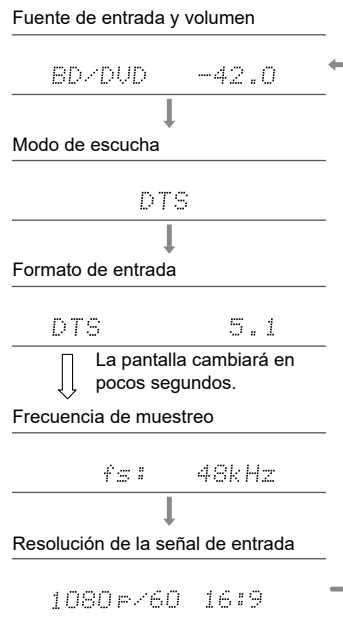 Fuente de entrada y volumen
BD/DVD -42.0
Modo de escucha
DTS
Formato de entrada
DTS 5.1
La pantalla cambiará en
pocos segundos.
Frecuencia de muestreo
fs: 48kHz
Resolución de la señal de entrada
1080p/60 16:9